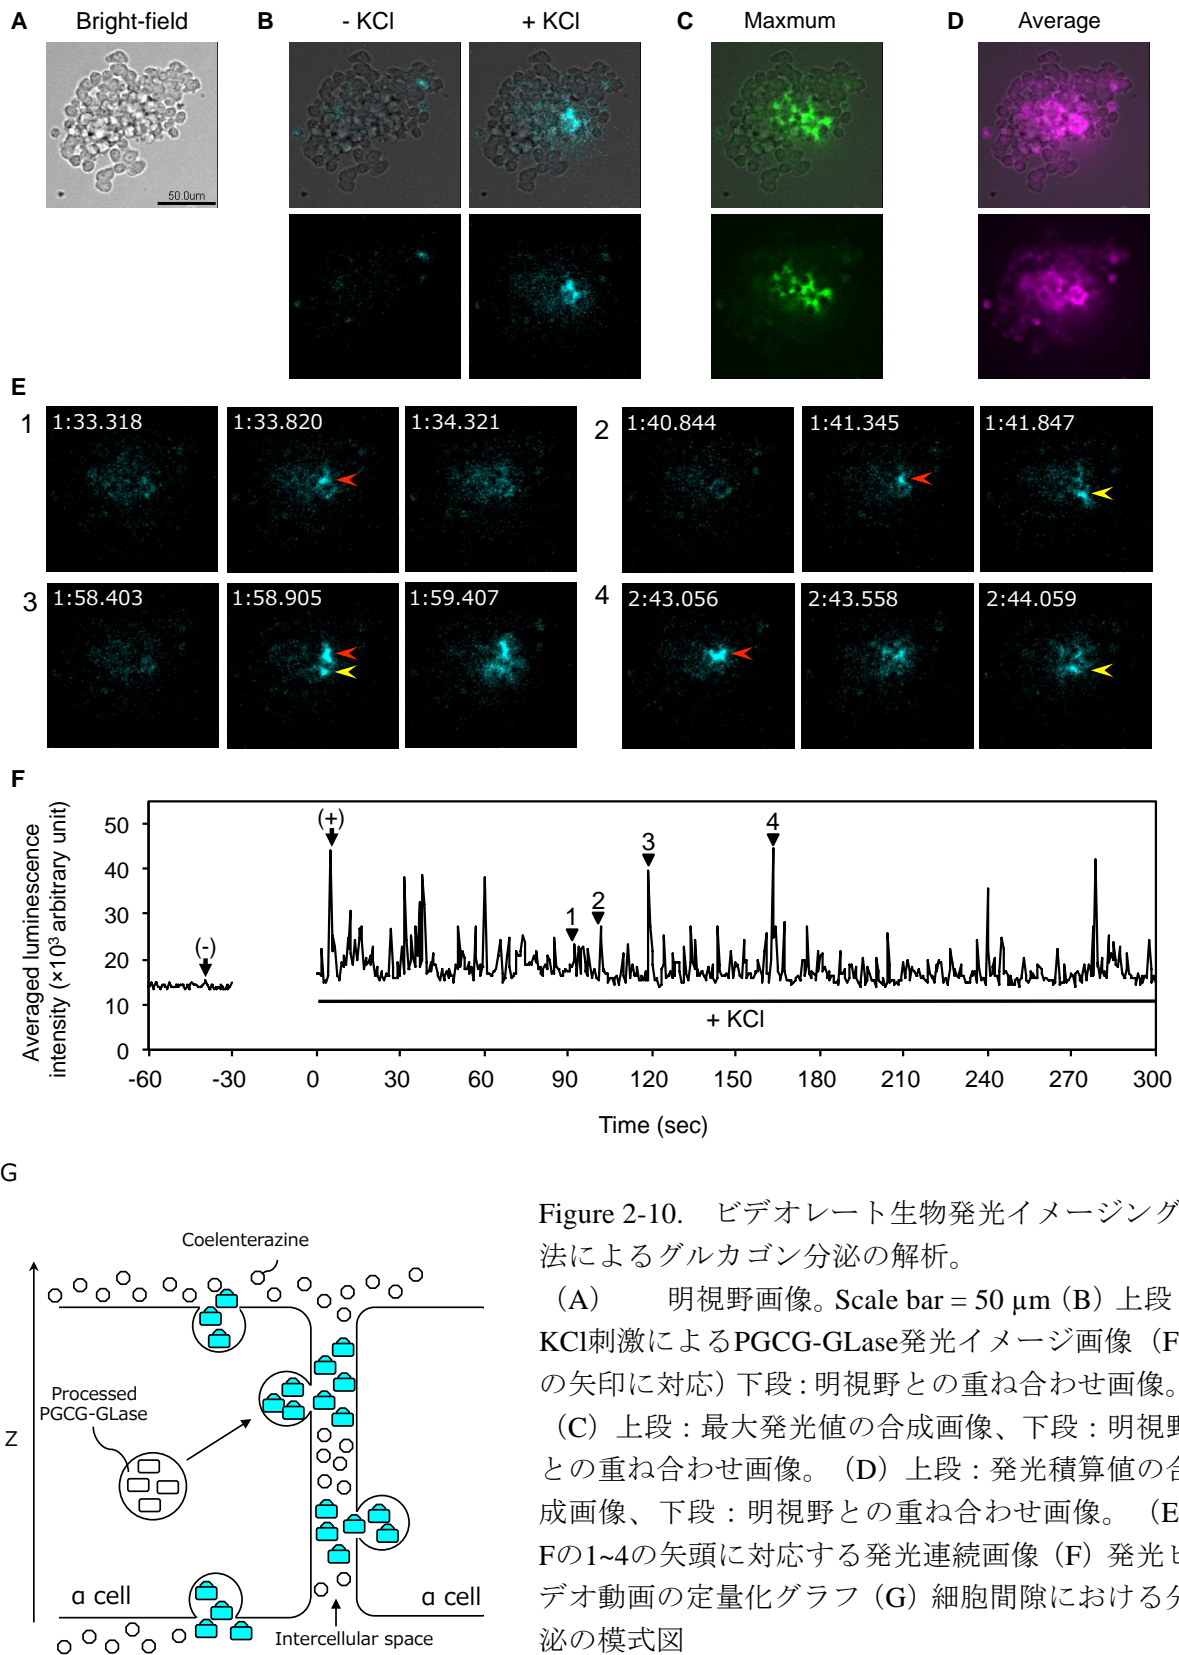 A Bright-field B - KCl + KCl C Maxmum D Average
50.0um
E
1 1:33.318 1:33.820 1:34.321 2 1:40.844 1:41.345 1:41.847
3 1:58.403 1:58.905 1:59.407 4 2:43.056 2:43.558 2:44.059
F
Averaged luminescence
intensity (×10³ arbitrary unit)
50
40
30
20
10
0
(-)
(+)
1
2
3
4
+ KCl
-60 -30 0 30 60 90 120 150 180 210 240 270 300
Time (sec)
G
Z
Coelenterazine
Processed
PGCG-GLase
α cell
α cell
Intercellular space
Figure 2-10. ビデオレート生物発光イメージング
法によるグルカゴン分泌の解析。
(A) 明視野画像。Scale bar = 50 µm (B) 上段
KCl刺激によるPGCG-GLase発光イメージ画像（F
の矢印に対応）下段：明視野との重ね合わせ画像。
（C）上段：最大発光値の合成画像、下段：明視野
との重ね合わせ画像。（D）上段：発光積算値の合
成画像、下段：明視野との重ね合わせ画像。（E
Fの1~4の矢頭に対応する発光連続画像（F）発光ビ
デオ動画の定量化グラフ（G）細胞間隙における分
泌の模式図